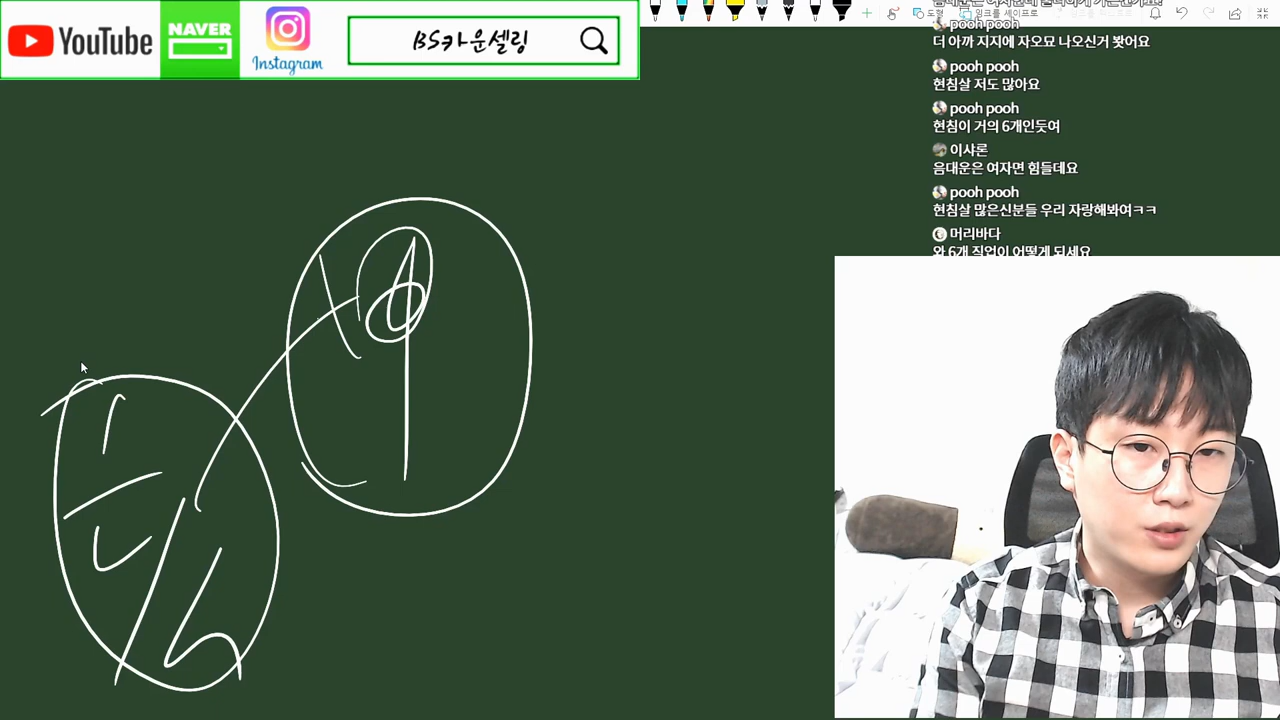 YouTube
NAVER
Instagram
BS카운셀링
도형
pooh pooh
더 아까 지지에 자오묘 나오신거 봣어요
pooh pooh
현침살 저도 많아요
pooh pooh
현침이 거의 6개인듯여
이샤론
음대운은 여자면 힘들데요
pooh pooh
현침살 많은신분들 우리 자랑해봐여ㅋㅋ
머리바다
와 6개 직업이 어떻게 되세요